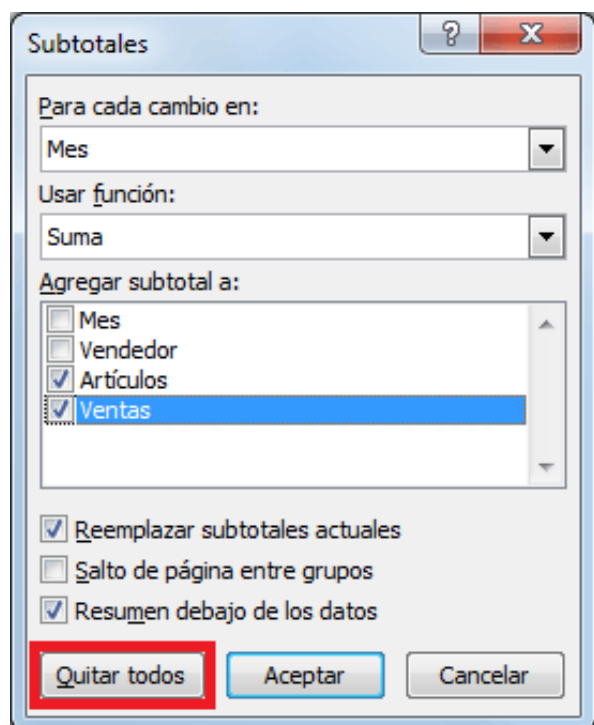 Subtotales
Para cada cambio en:
Mes
Usar función:
Suma
Agregar subtotal a:
Mes
Vendedor
Artículos
Ventas
Reemplazar subtotales actuales
Salto de página entre grupos
Resumen debajo de los datos
Quitar todos Aceptar Cancelar